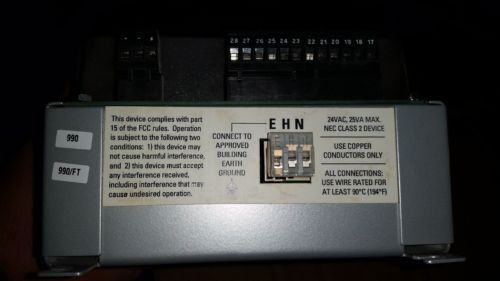 28 27 26 25 24 23 22 21 20 19 18 17
990
990/FT
This device complies with part
15 of the FCC rules. Operation
is subject to the following two
conditions: 1) this device may
not cause harmful interference,
and 2) this device must accept
any interference received,
including interference that may
cause undesired operation.
E H N
CONNECT TO
APPROVED
BUILDING
EARTH
GROUND
24VAC, 25VA MAX.
NEC CLASS 2 DEVICE
USE COPPER
CONDUCTORS ONLY
ALL CONNECTIONS:
USE WIRE RATED FOR
AT LEAST 90°C (194°F)